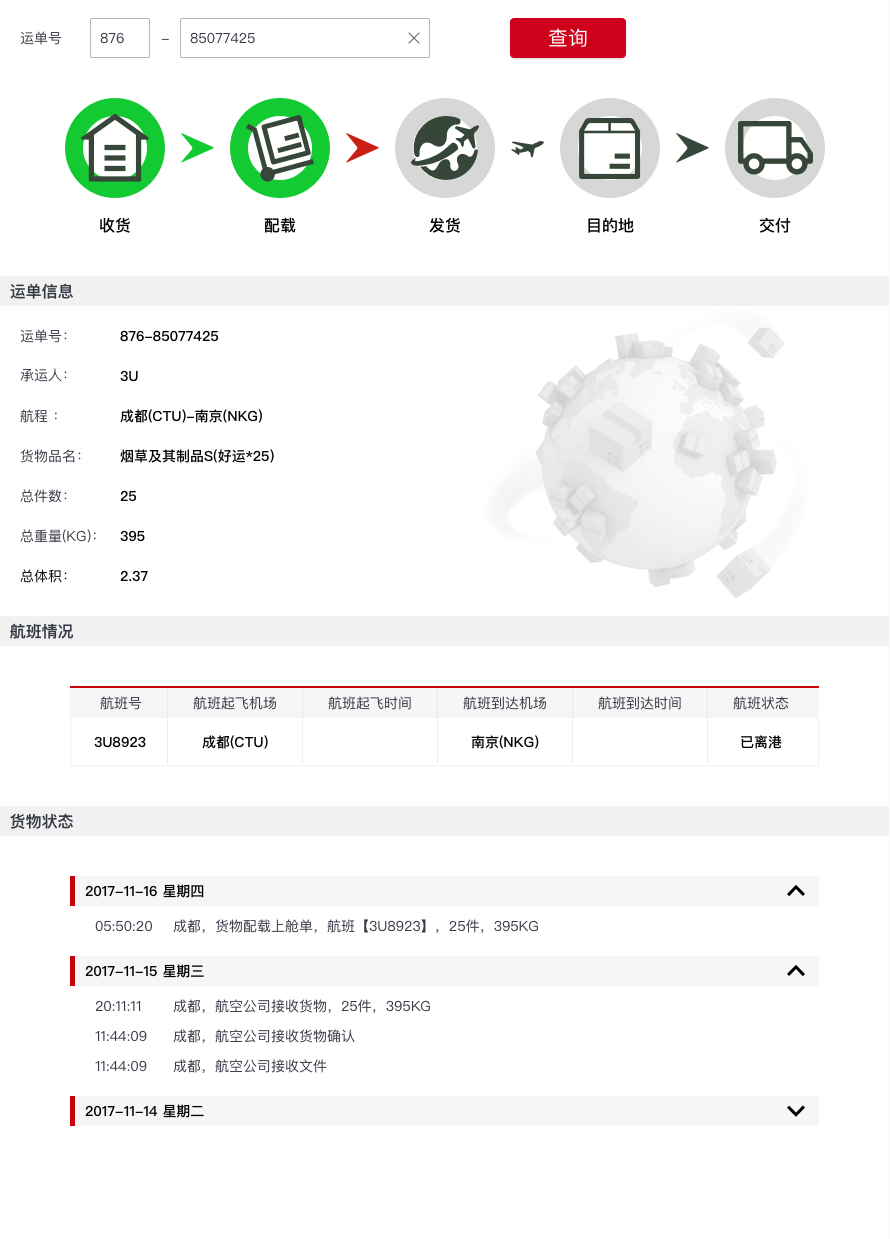 运单号 876 – 85077425 查询
收货 配载 发货 目的地 交付
运单信息
运单号： 876–85077425
承运人： 3U
航程 ： 成都(CTU)–南京(NKG)
货物品名： 烟草及其制品S(好运*25)
总件数： 25
总重量(KG)： 395
总体积： 2.37
航班情况
航班号 航班起飞机场 航班起飞时间 航班到达机场 航班到达时间 航班状态
3U8923 成都(CTU) 南京(NKG) 已离港
货物状态
2017–11–16 星期四
05:50:20 成都，货物配载上舱单，航班【3U8923】，25件，395KG
2017–11–15 星期三
20:11:11 成都，航空公司接收货物，25件，395KG
11:44:09 成都，航空公司接收货物确认
11:44:09 成都，航空公司接收文件
2017–11–14 星期二